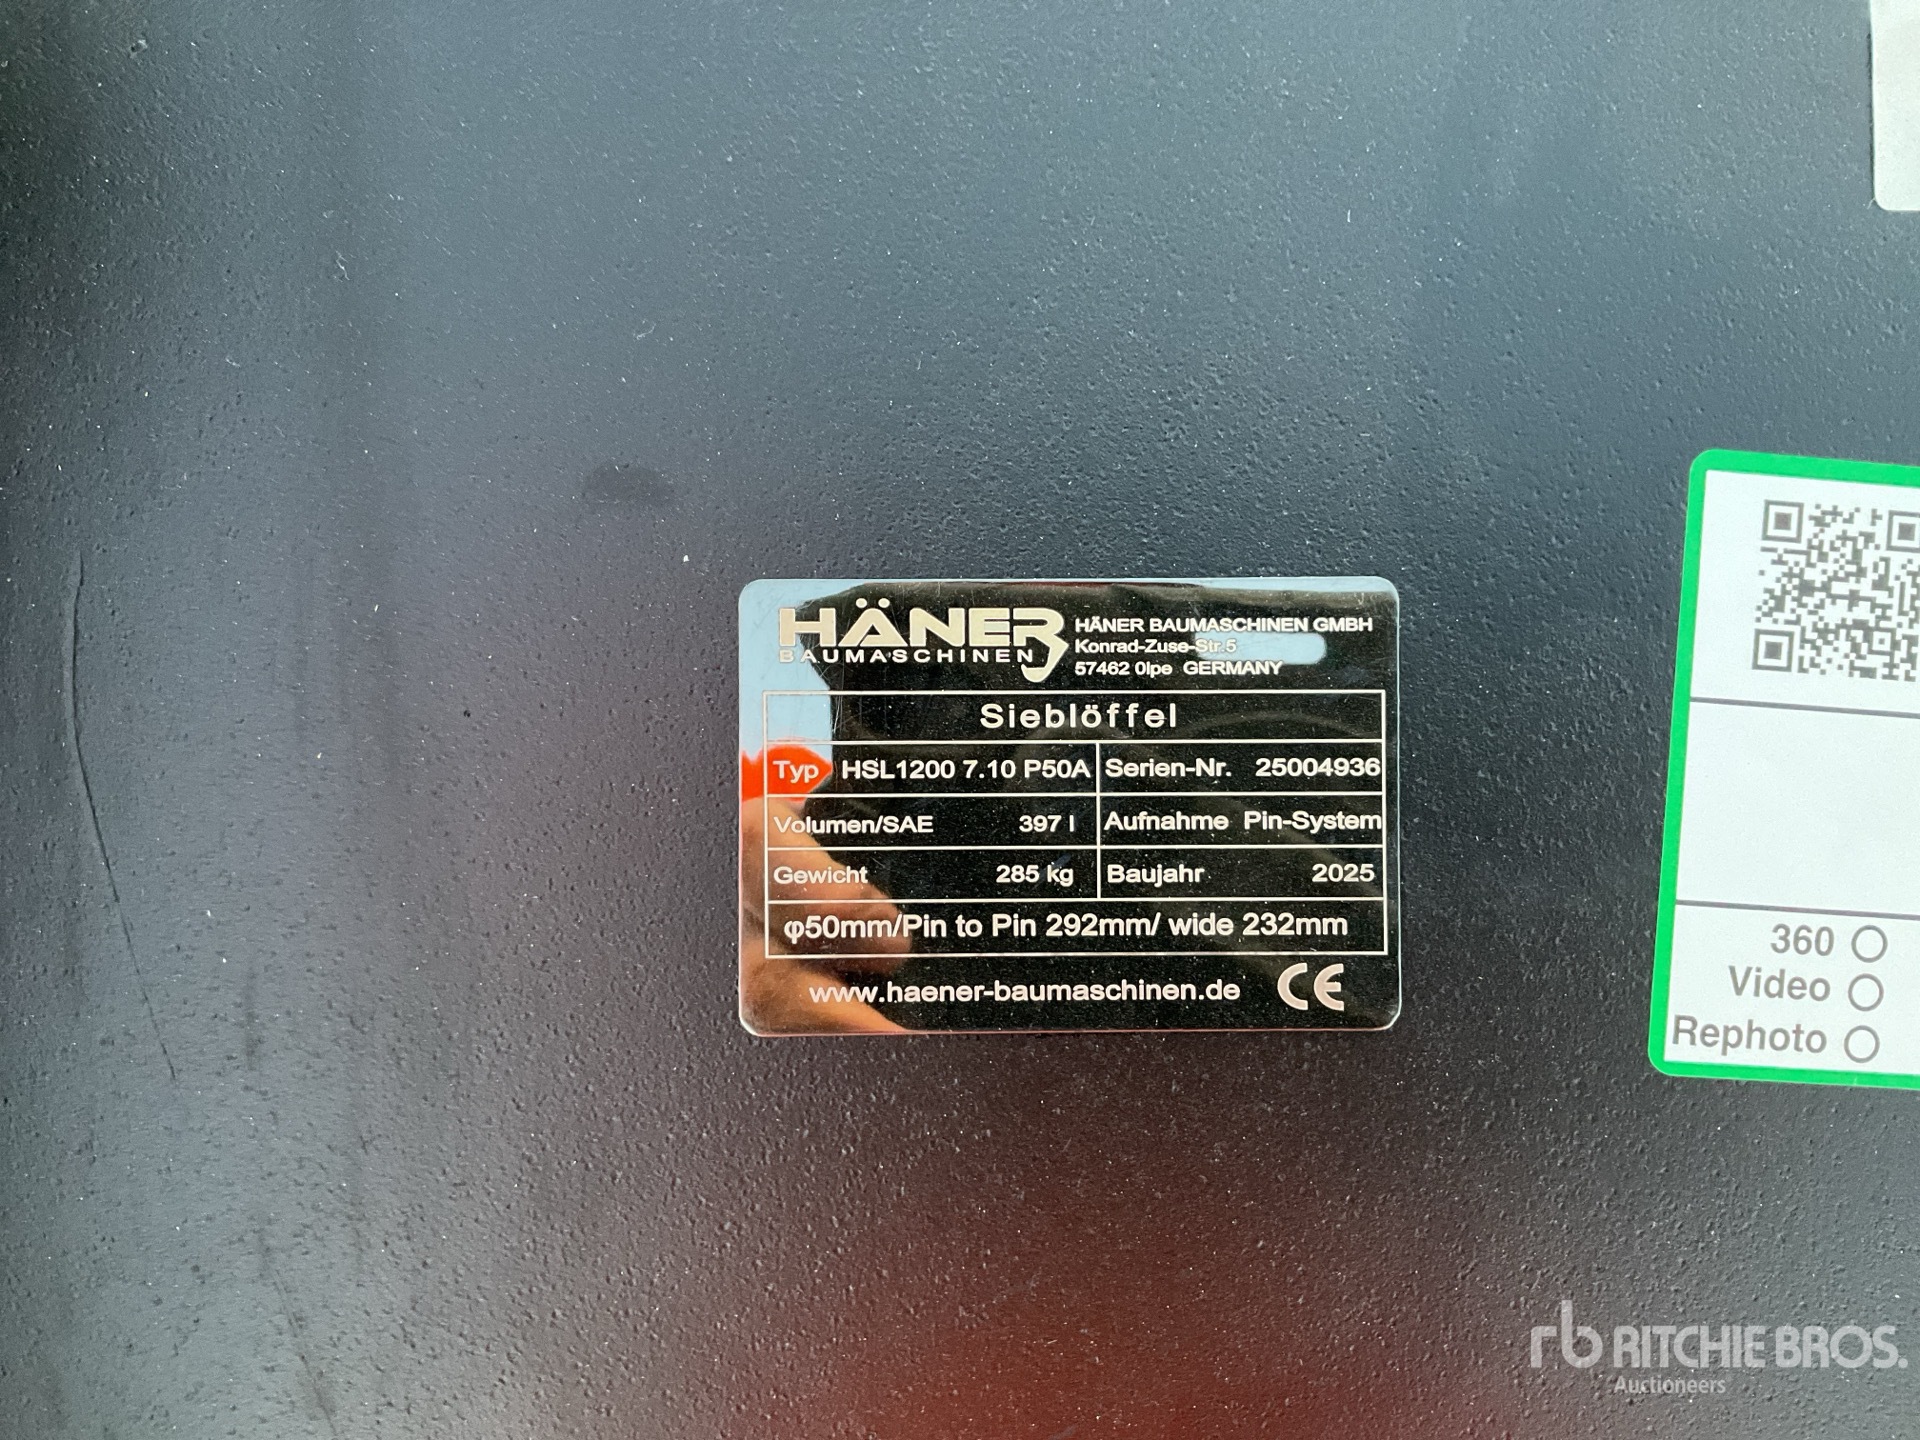 HÄNER
BAUMASCHINEN
HÄNER BAUMASCHINEN GMBH
Konrad-Zuse-Str.5
57462 Olpe GERMANY
Sieblöffel
Typ HSL1200 7.10 P50A Serien-Nr. 25004936
Volumen/SAE 397 l Aufnahme Pin-System
Gewicht 285 kg Baujahr 2025
φ50mm/Pin to Pin 292mm/ wide 232mm
www.haener-baumaschinen.de CE
360
Video
Rephoto
rb RITCHIE BROS.
Auctioneers